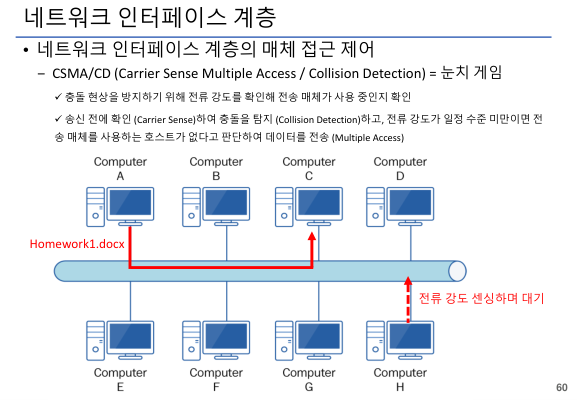 네트워크 인터페이스 계층
• 네트워크 인터페이스 계층의 매체 접근 제어
– CSMA/CD (Carrier Sense Multiple Access / Collision Detection) = 눈치 게임
✓ 충돌 현상을 방지하기 위해 전류 강도를 확인해 전송 매체가 사용 중인지 확인
✓ 송신 전에 확인 (Carrier Sense)하여 충돌을 탐지 (Collision Detection)하고, 전류 강도가 일정 수준 미만이면 전
송 매체를 사용하는 호스트가 없다고 판단하여 데이터를 전송 (Multiple Access)
Computer
A
Computer
B
Computer
C
Computer
D
Homework1.docx
전류 강도 센싱하며 대기
Computer
E
Computer
F
Computer
G
Computer
H
60